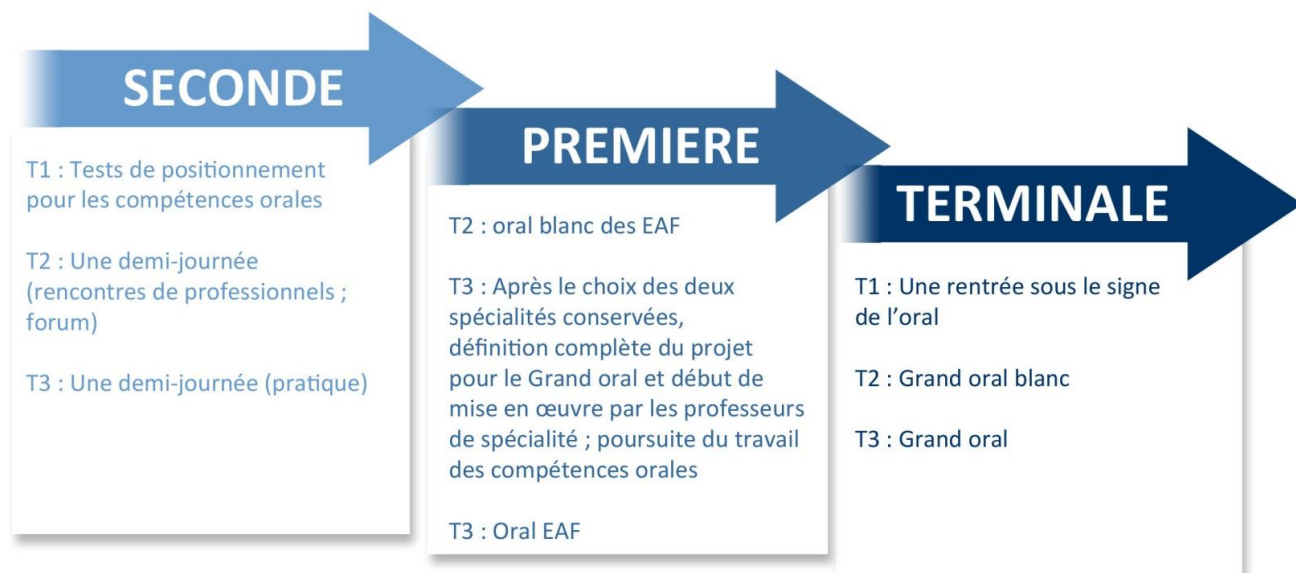 SECONDE
T1 : Tests de positionnement
pour les compétences orales
T2 : Une demi-journée
(rencontres de professionnels ;
forum)
T3 : Une demi-journée (pratique)
PREMIERE
T2 : oral blanc des EAF
T3 : Après le choix des deux
spécialités conservées,
définition complète du projet
pour le Grand oral et début de
mise en œuvre par les professeurs
de spécialité ; poursuite du travail
des compétences orales
T3 : Oral EAF
TERMINALE
T1 : Une rentrée sous le signe
de l’oral
T2 : Grand oral blanc
T3 : Grand oral